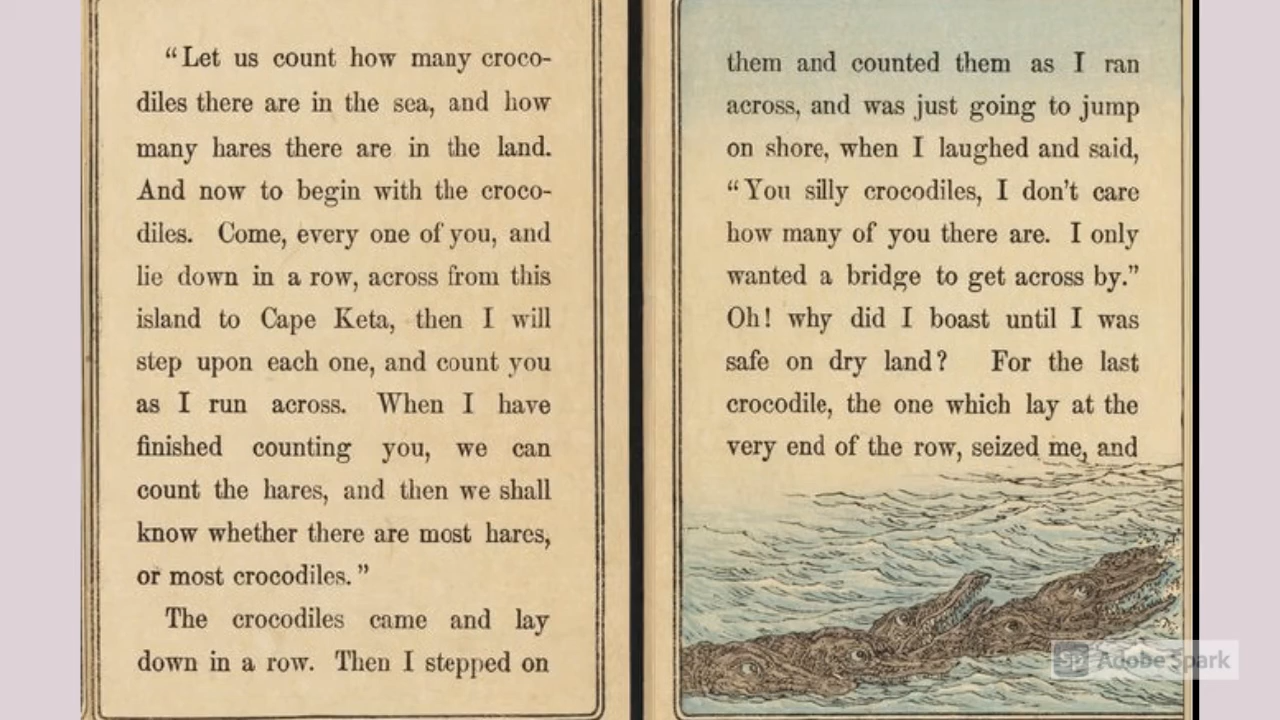 “Let us count how many croco-
diles there are in the sea, and how
many hares there are in the land.
And now to begin with the croco-
diles. Come, every one of you, and
lie down in a row, across from this
island to Cape Keta, then I will
step upon each one, and count you
as I run across. When I have
finished counting you, we can
count the hares, and then we shall
know whether there are most hares,
or most crocodiles.”
The crocodiles came and lay
down in a row. Then I stepped on
them and counted them as I ran
across, and was just going to jump
on shore, when I laughed and said,
“You silly crocodiles, I don't care
how many of you there are. I only
wanted a bridge to get across by.”
Oh! why did I boast until I was
safe on dry land? For the last
crocodile, the one which lay at the
very end of the row, seized me, and
Sp Adobe Spark